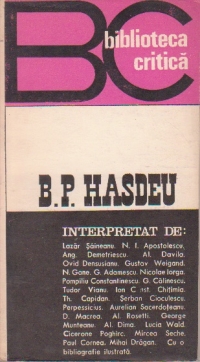 BC biblioteca
critică
B.P. HASDEU
INTERPRETAT DE:
Lazăr Şăineanu, N. I. Apostolescu,
Ang. Demetriescu, Al. Davila,
Ovid Densusianu, Gustav Weigand,
N. Gane, G. Adamescu, Nicolae Iorga,
Pompiliu Constantinescu, G. Călinescu,
Tudor Vianu, Ion Const. Chiţimia,
Th. Capidan, Şerban Cioculescu,
Perpessicius, Aurelian Sacerdoţeanu,
D. Macrea, Al. Rosetti, George
Munteanu, Al. Dima, Lucia Wald,
Cicerone Poghirc, Mircea Seche,
Paul Cornea, Mihai Drăgan. Cu o
bibliografie ilustrată.